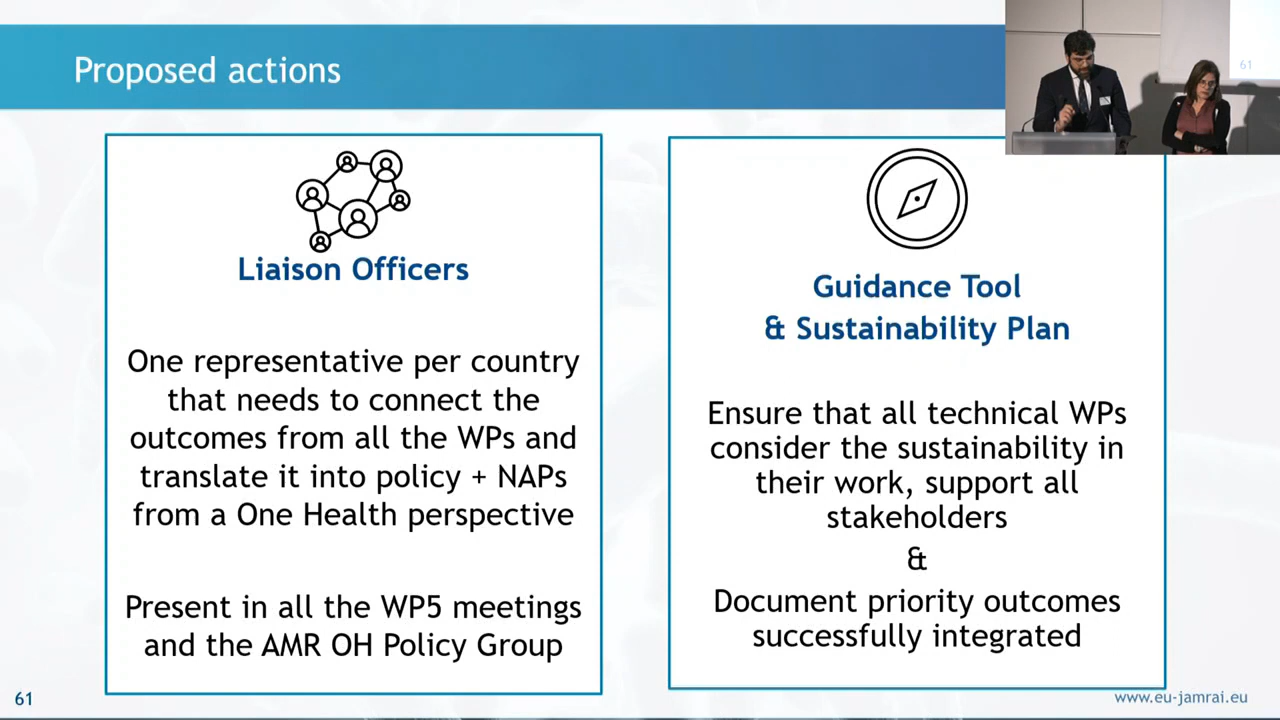 Proposed actions
61
Liaison Officers
One representative per country
that needs to connect the
outcomes from all the WPs and
translate it into policy + NAPs
from a One Health perspective
Present in all the WP5 meetings
and the AMR OH Policy Group
Guidance Tool
& Sustainability Plan
Ensure that all technical WPs
consider the sustainability in
their work, support all
stakeholders
&
Document priority outcomes
successfully integrated
61
www.eu-jamrai.eu